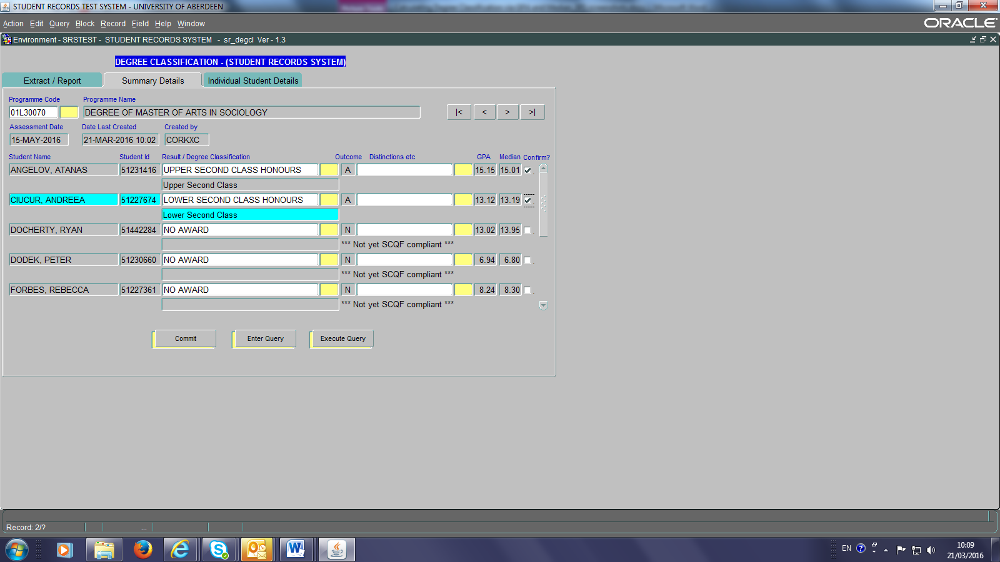 STUDENT RECORDS TEST SYSTEM - UNIVERSITY OF ABERDEEN
Action Edit Query Block Record Field Help Window
ORACLE
Environment - SRSTEST - STUDENT RECORDS SYSTEM - sr_degcl Ver - 1.3
DEGREE CLASSIFICATION - (STUDENT RECORDS SYSTEM)
Extract / Report Summary Details Individual Student Details
Programme Code Programme Name
01L30070 DEGREE OF MASTER OF ARTS IN SOCIOLOGY |< < > >|
Assessment Date Date Last Created Created by
15-MAY-2016 21-MAR-2016 10:02 CORKXC
Student Name Student Id Result / Degree Classification Outcome Distinctions etc GPA Median Confirm?
ANGELOV, ATANAS 51231416 UPPER SECOND CLASS HONOURS A 15.15 15.01
Upper Second Class
CIUCUR, ANDREEA 51227674 LOWER SECOND CLASS HONOURS A 13.12 13.19
Lower Second Class
DOCHERTY, RYAN 51442284 NO AWARD N 13.02 13.95
*** Not yet SCQF compliant ***
DODEK, PETER 51230660 NO AWARD N 6.94 6.80
*** Not yet SCQF compliant ***
FORBES, REBECCA 51227361 NO AWARD N 8.24 8.30
*** Not yet SCQF compliant ***
Commit Enter Query Execute Query
Record: 2/? ...
EN 10:09
21/03/2016